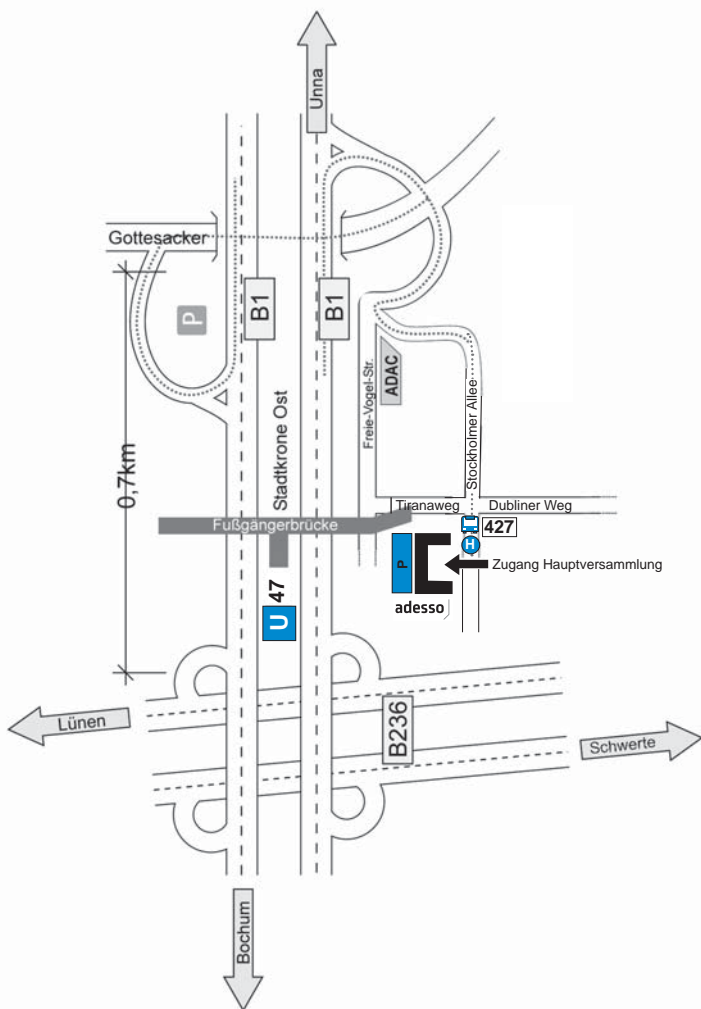 Unna
Gottesacker
P
B1
B1
ADAC
Freie-Vogel-Str.
Stockholmer Allee
Stadtkrone Ost
0,7km
Tiranaweg
Dubliner Weg
Fußgängerbrücke
427
H
P
Zugang Hauptversammlung
adesso
U 47
B236
Lünen
Schwerte
Bochum